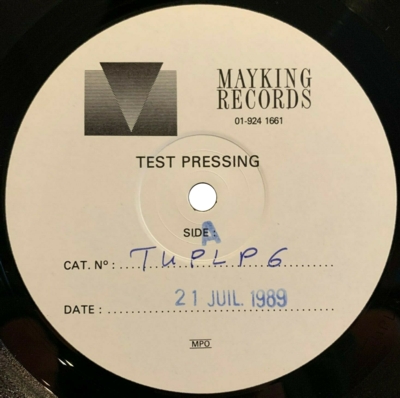 MAYKING
RECORDS
01-924 1661
TEST PRESSING
SIDE: A
CAT. Nº: TUPLP6
DATE: 21 JUIL. 1989
MPO